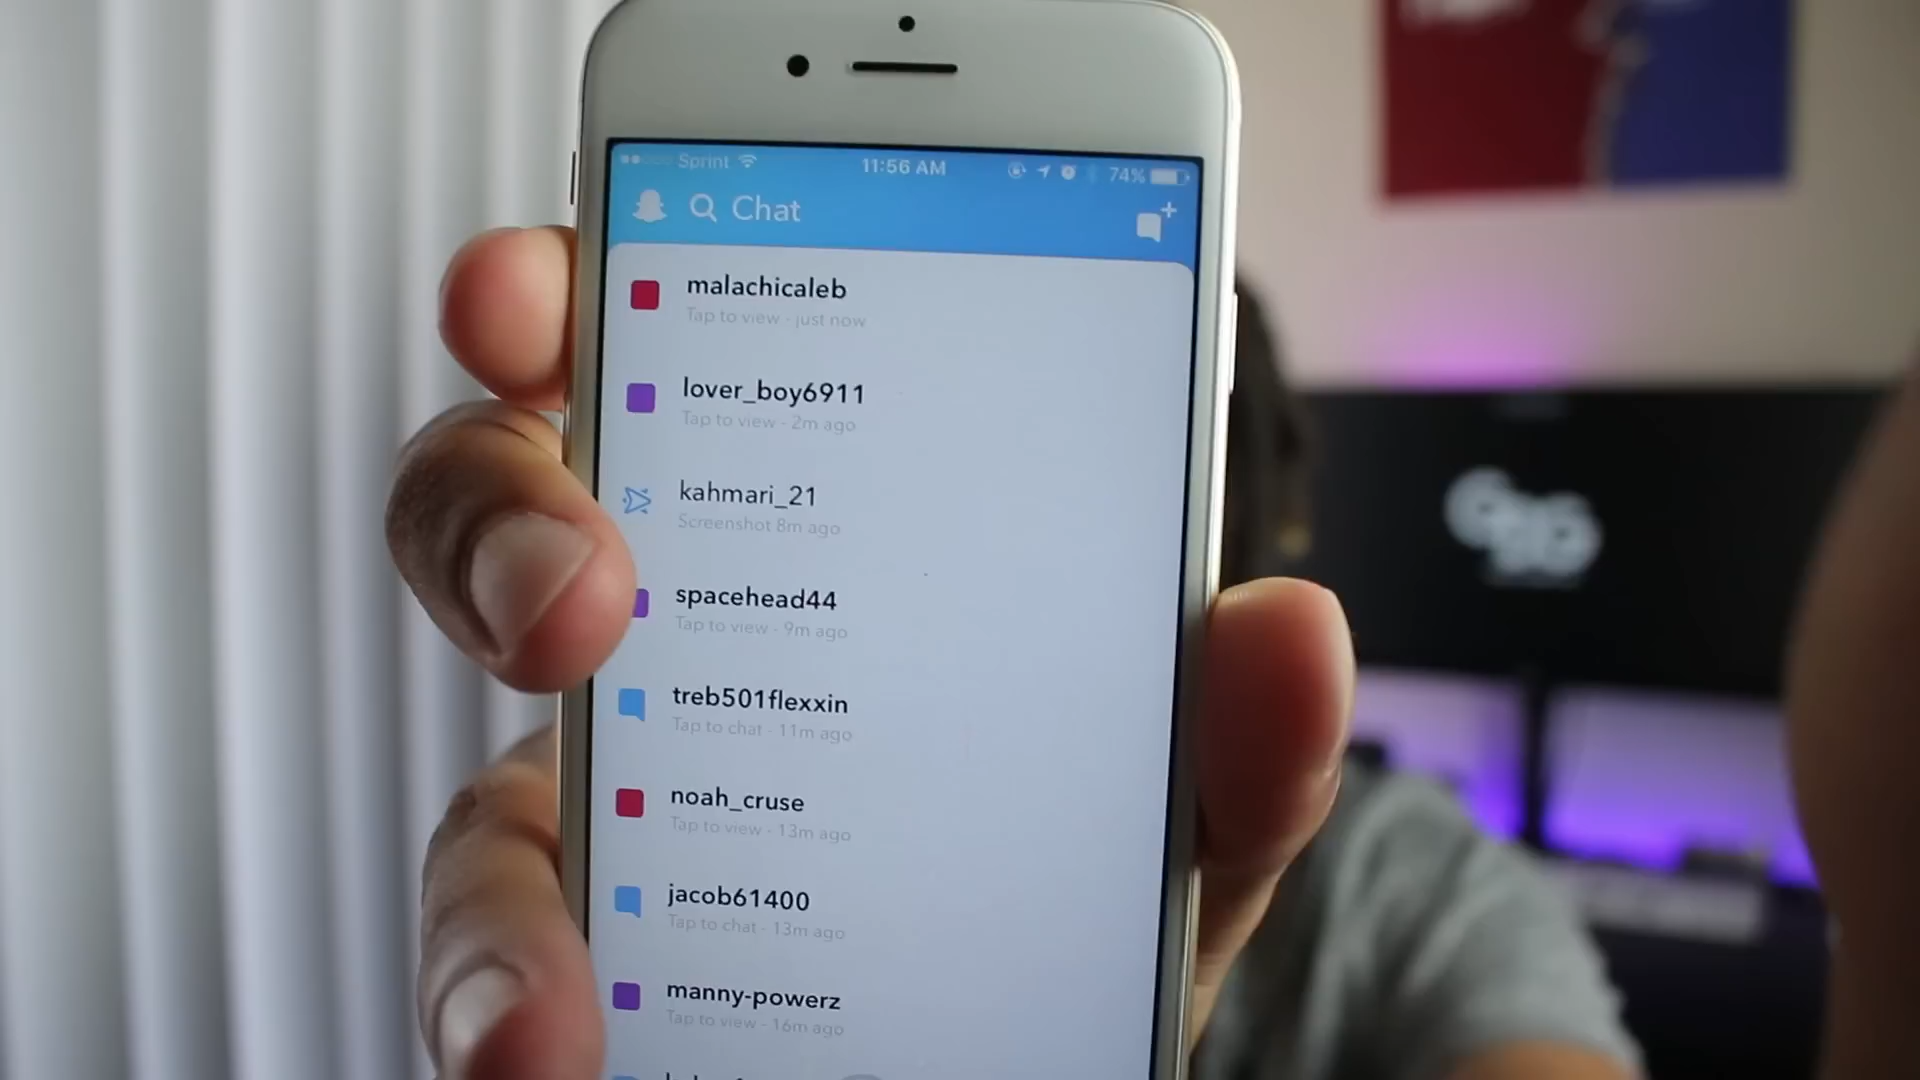 Sprint 11:56 AM 74%
Chat
malachicaleb
Tap to view - just now
lover_boy6911
Tap to view - 2m ago
kahmari_21
Screenshot 8m ago
spacehead44
Tap to view - 9m ago
treb501flexxin
Tap to chat - 11m ago
noah_cruse
Tap to view - 13m ago
jacob61400
Tap to chat - 13m ago
manny-powerz
Tap to view - 16m ago